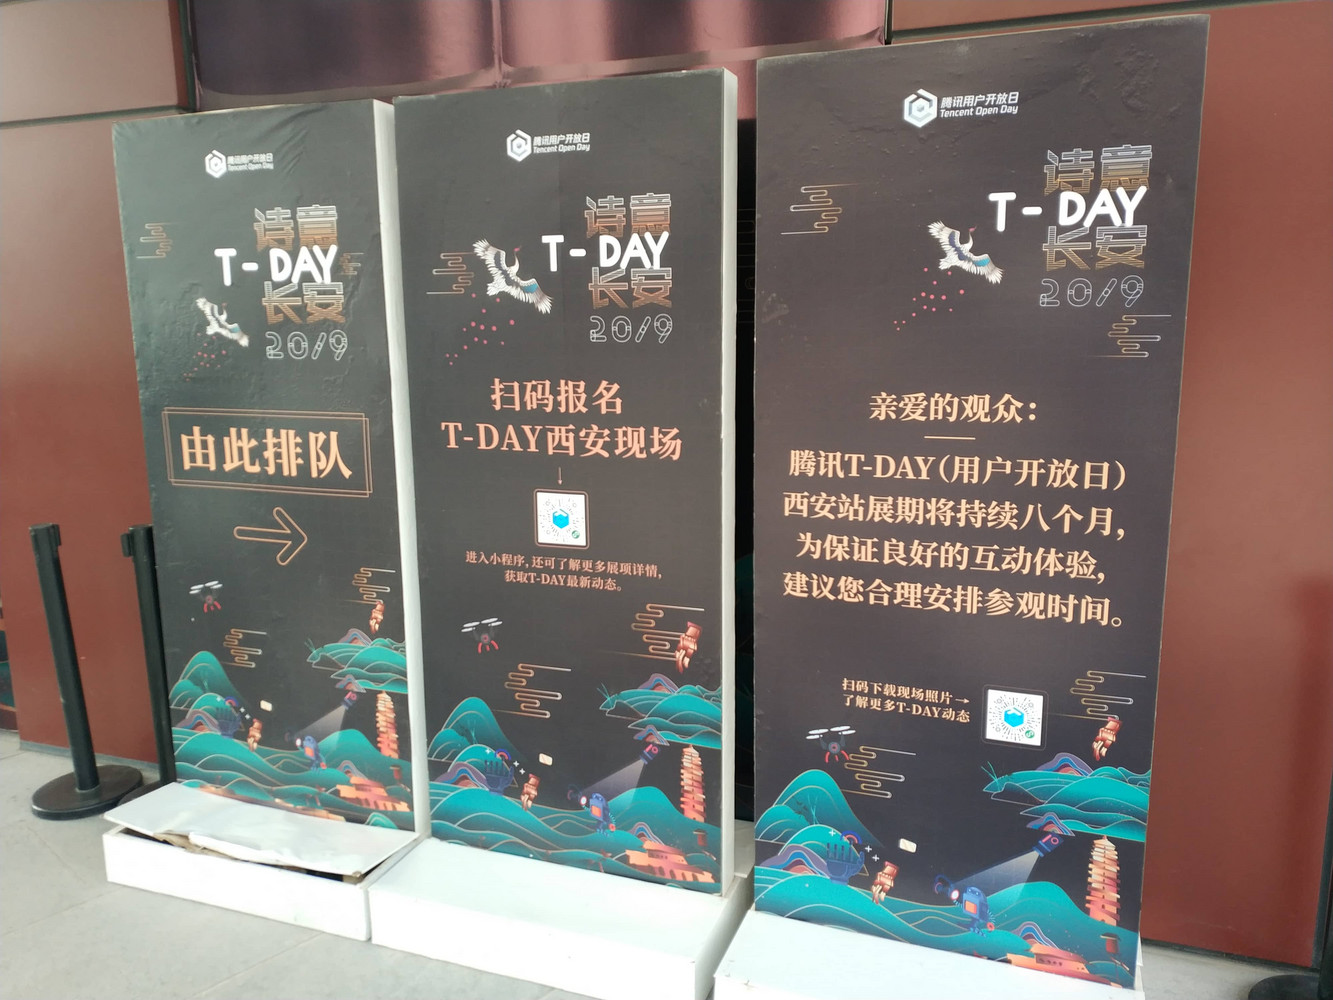 腾讯用户开放日
Tencent Open Day
诗意
T-DAY
长安
2019
由此排队
腾讯用户开放日
Tencent Open Day
诗意
T-DAY
长安
2019
扫码报名
T-DAY西安现场
进入小程序，还可了解更多展项详情，
获取T-DAY最新动态。
腾讯用户开放日
Tencent Open Day
诗意
T-DAY
长安
2019
亲爱的观众：
腾讯T-DAY（用户开放日）
西安站展期将持续八个月，
为保证良好的互动体验，
建议您合理安排参观时间。
扫码下载现场照片→
了解更多T-DAY动态